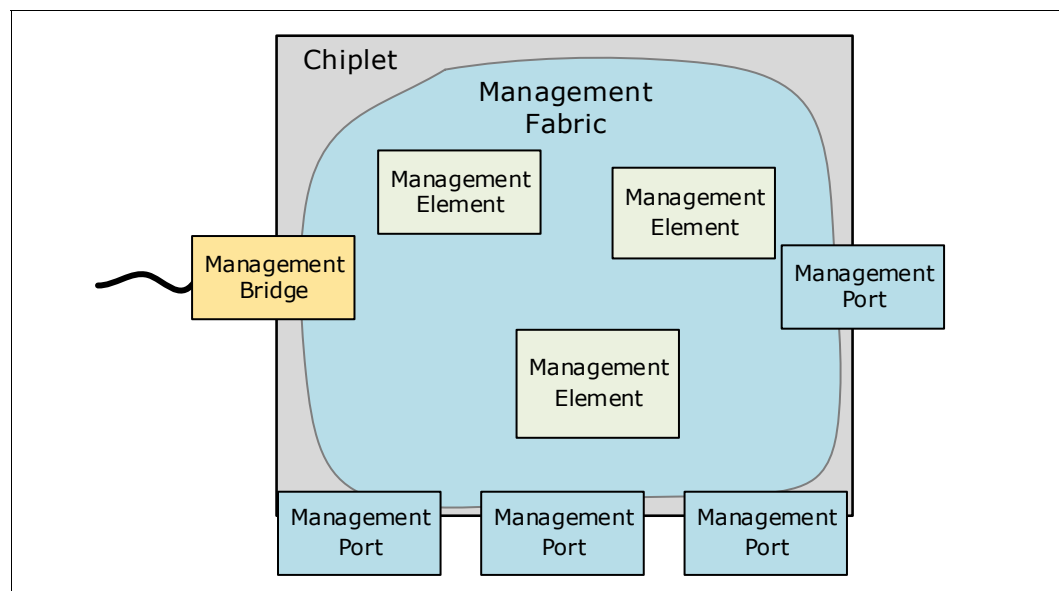 Chiplet
Management
Fabric
Management
Element
Management
Element
Management
Bridge
Management
Port
Management
Element
Management
Port
Management
Port
Management
Port